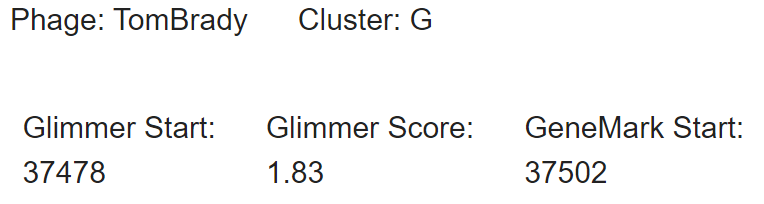 Phage: TomBrady Cluster: G
Glimmer Start: Glimmer Score: GeneMark Start:
37478 1.83 37502